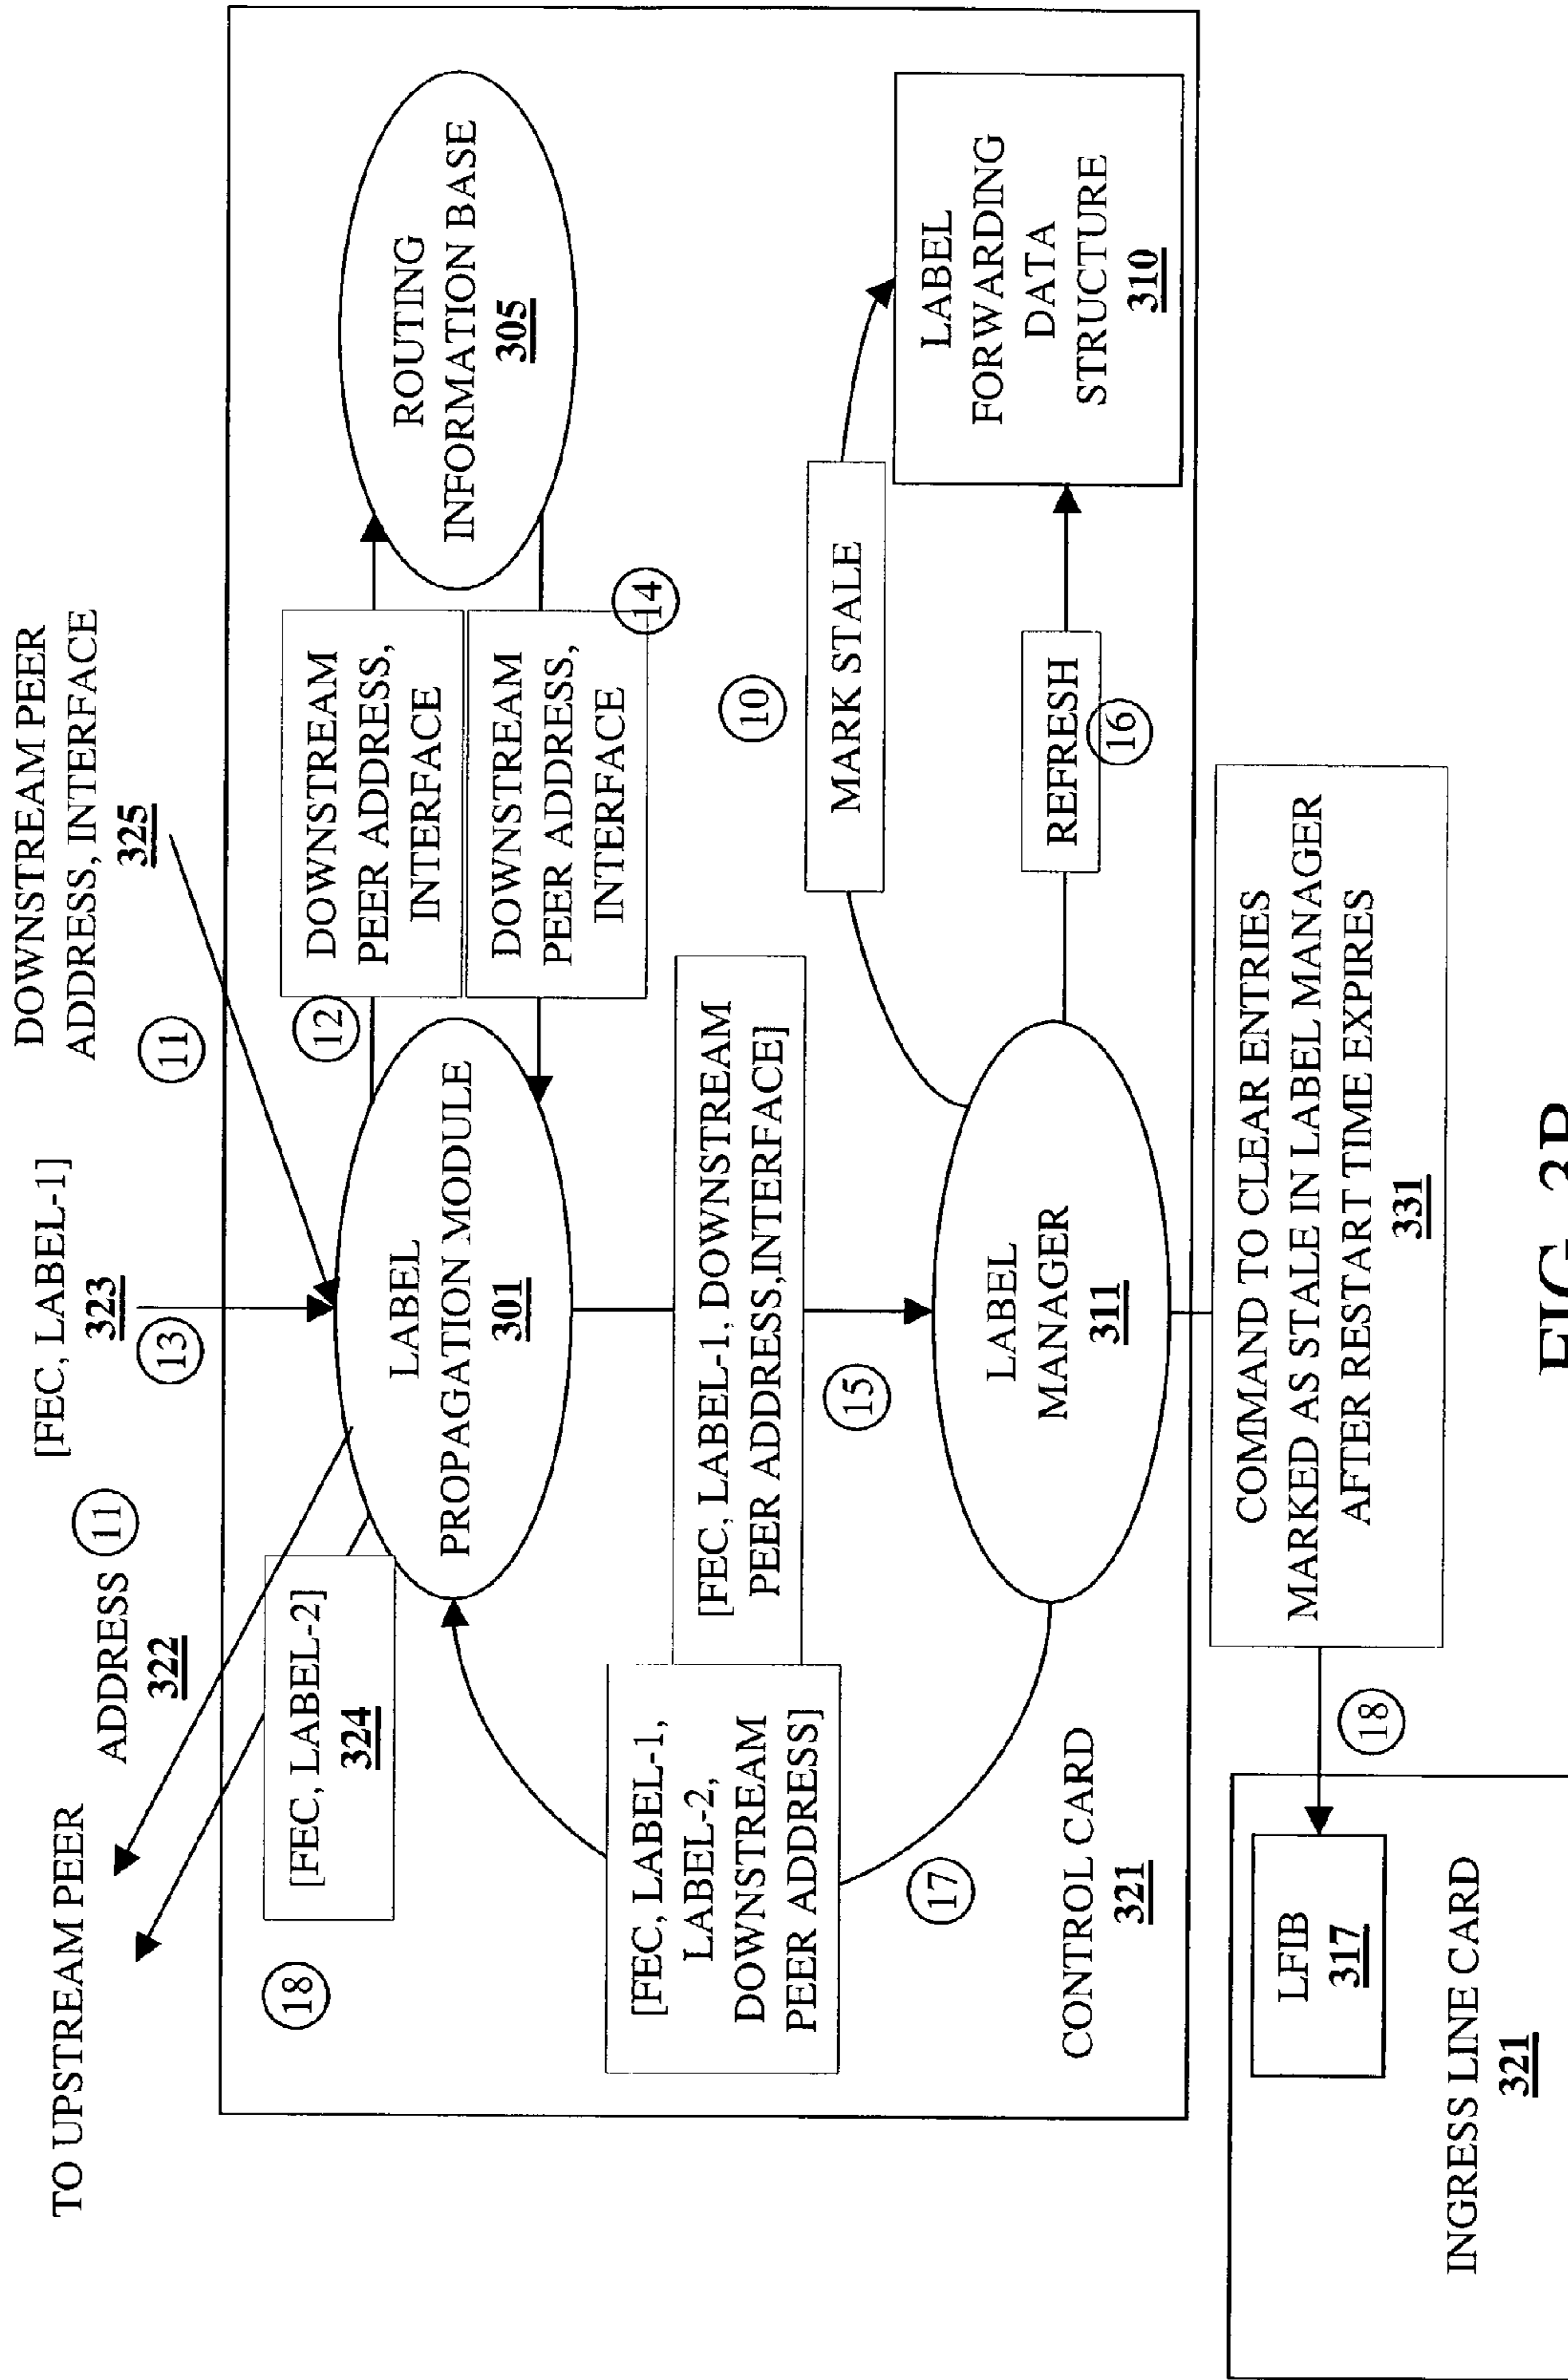 TO UPSTREAM PEER
ADDRESS
322
11
[FEC, LABEL-1]
323
13
DOWNSTREAM PEER
ADDRESS, INTERFACE
325
11
18
[FEC, LABEL-2]
324
LABEL
PROPAGATION MODULE
301
12
DOWNSTREAM
PEER ADDRESS,
INTERFACE
DOWNSTREAM
PEER ADDRESS,
INTERFACE
14
ROUTING
INFORMATION BASE
305
[FEC, LABEL-1,
LABEL-2,
DOWNSTREAM
PEER ADDRESS]
17
[FEC, LABEL-1, DOWNSTREAM
PEER ADDRESS,INTERFACE]
15
10
MARK STALE
LABEL
MANAGER
311
REFRESH
16
LABEL
FORWARDING
DATA
STRUCTURE
310
CONTROL CARD
321
COMMAND TO CLEAR ENTRIES
MARKED AS STALE IN LABEL MANAGER
AFTER RESTART TIME EXPIRES
331
18
LFIB
317
INGRESS LINE CARD
321
FIG. 3B